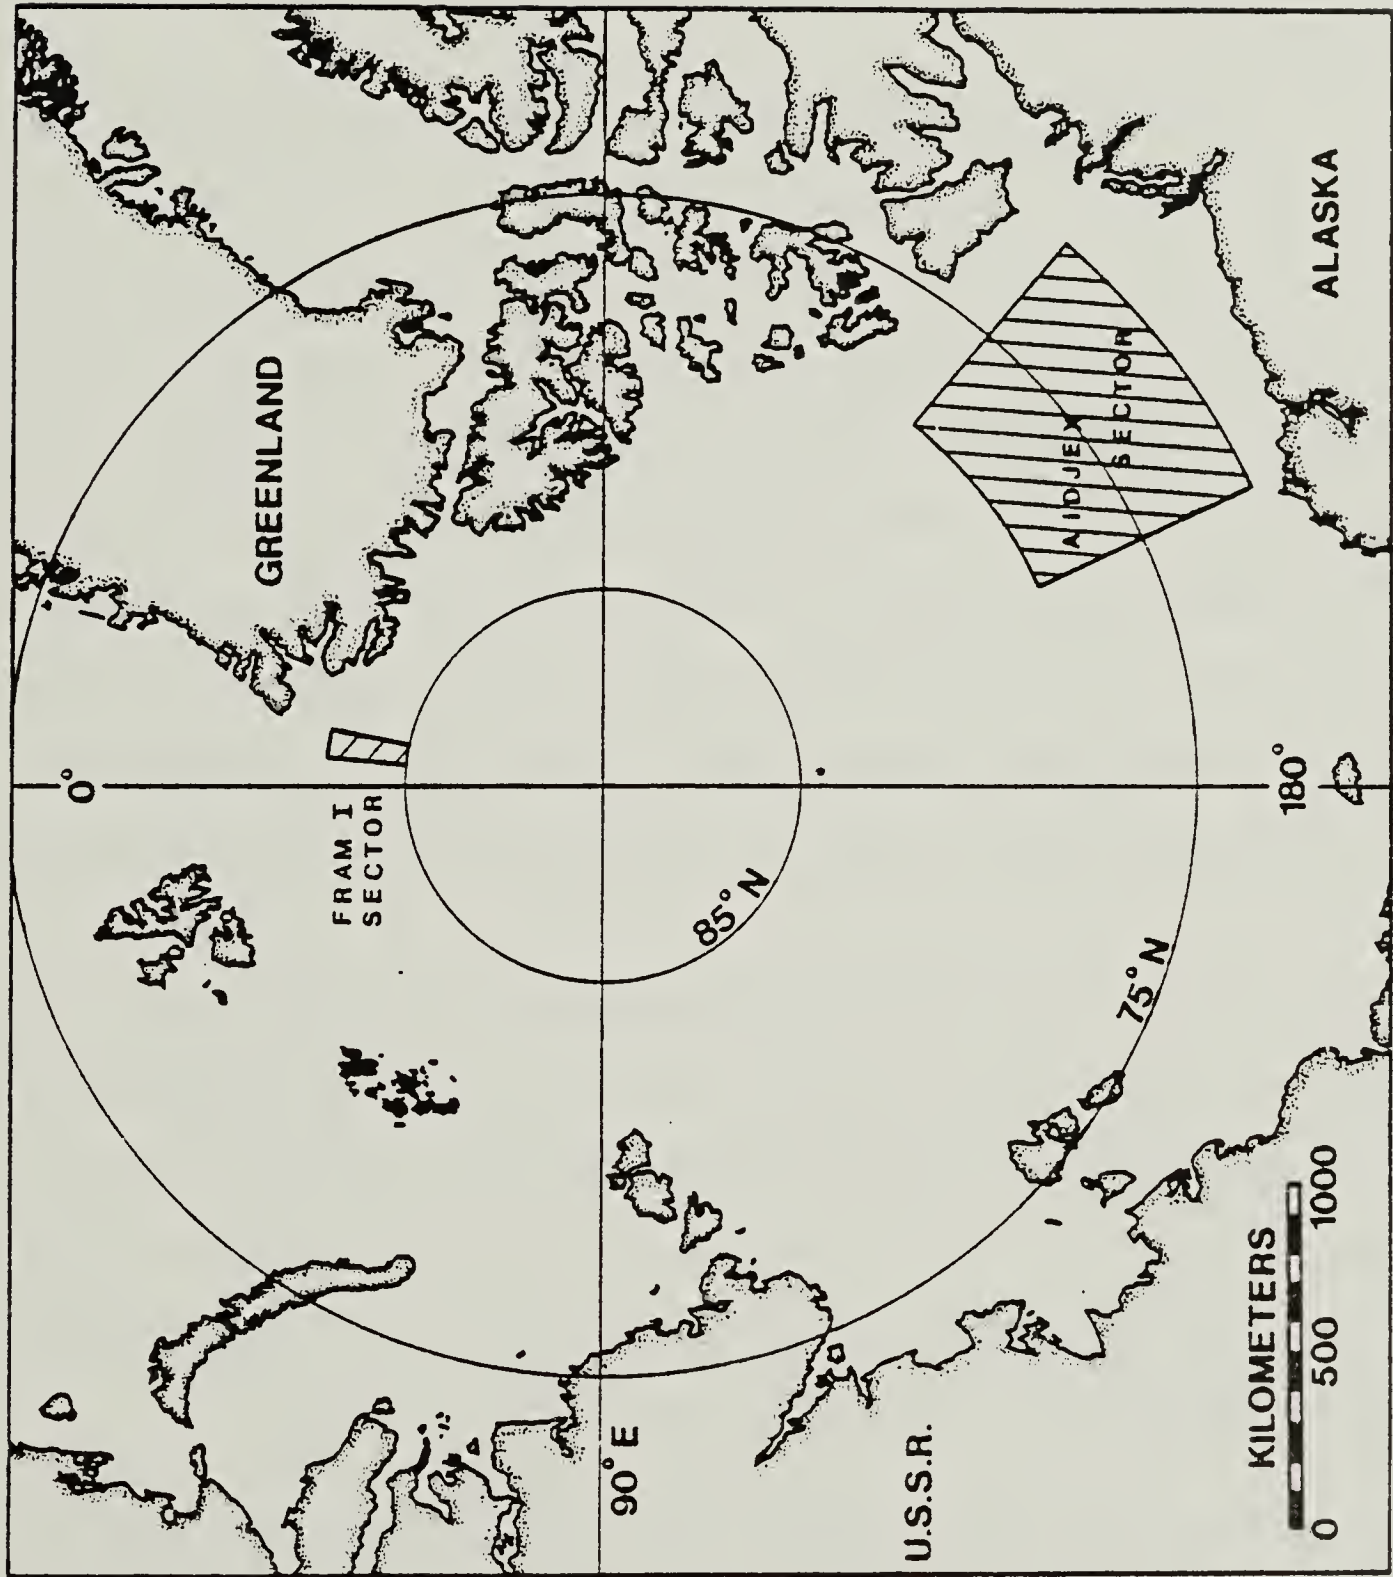 0°
GREENLAND
FRAM I
SECTOR
90° E
85° N
U.S.S.R.
AIDJEX
SECTOR
75° N
KILOMETERS
180°
0 500 1000
ALASKA